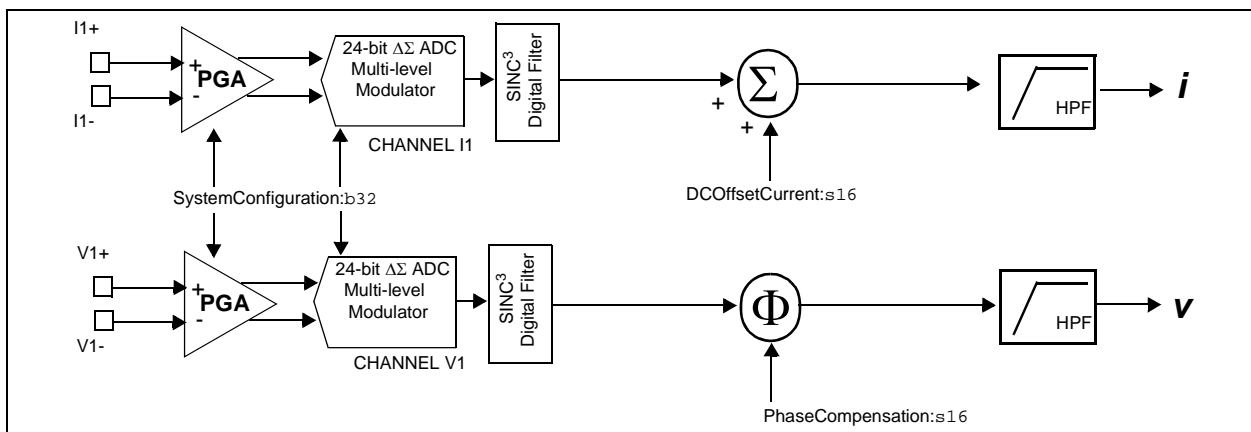 I1+
I1-
+
-
PGA
24-bit ΔΣ ADC
Multi-level
Modulator
CHANNEL I1
SINC³
Digital Filter
+
+
Σ
HPF
i
DCOffsetCurrent:s16
SystemConfiguration:b32
V1+
V1-
+
-
PGA
24-bit ΔΣ ADC
Multi-level
Modulator
CHANNEL V1
SINC³
Digital Filter
Φ
HPF
v
PhaseCompensation:s16